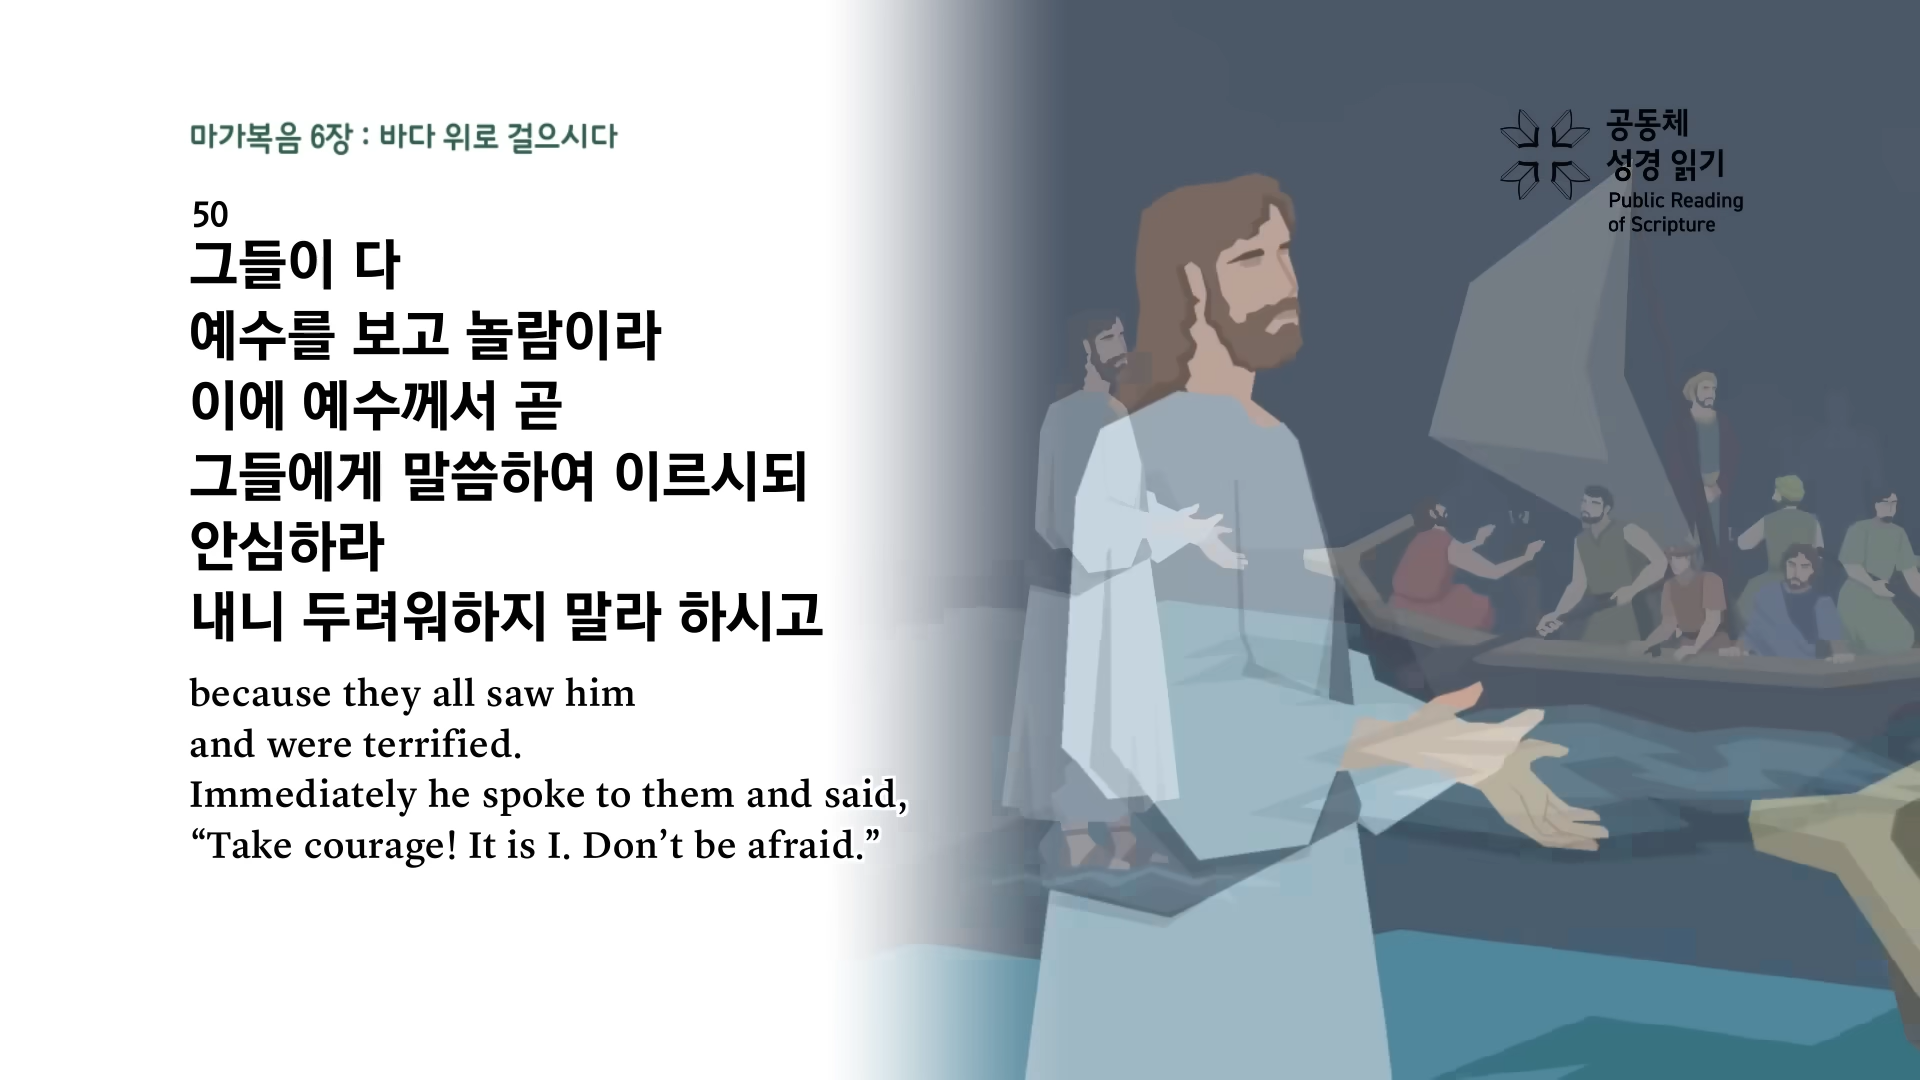 마가복음 6장 : 바다 위로 걸으시다
50
그들이 다
예수를 보고 놀람이라
이에 예수께서 곧
그들에게 말씀하여 이르시되
안심하라
내니 두려워하지 말라 하시고
because they all saw him
and were terrified.
Immediately he spoke to them and said,
“Take courage! It is I. Don’t be afraid.”
공동체
성경 읽기
Public Reading
of Scripture